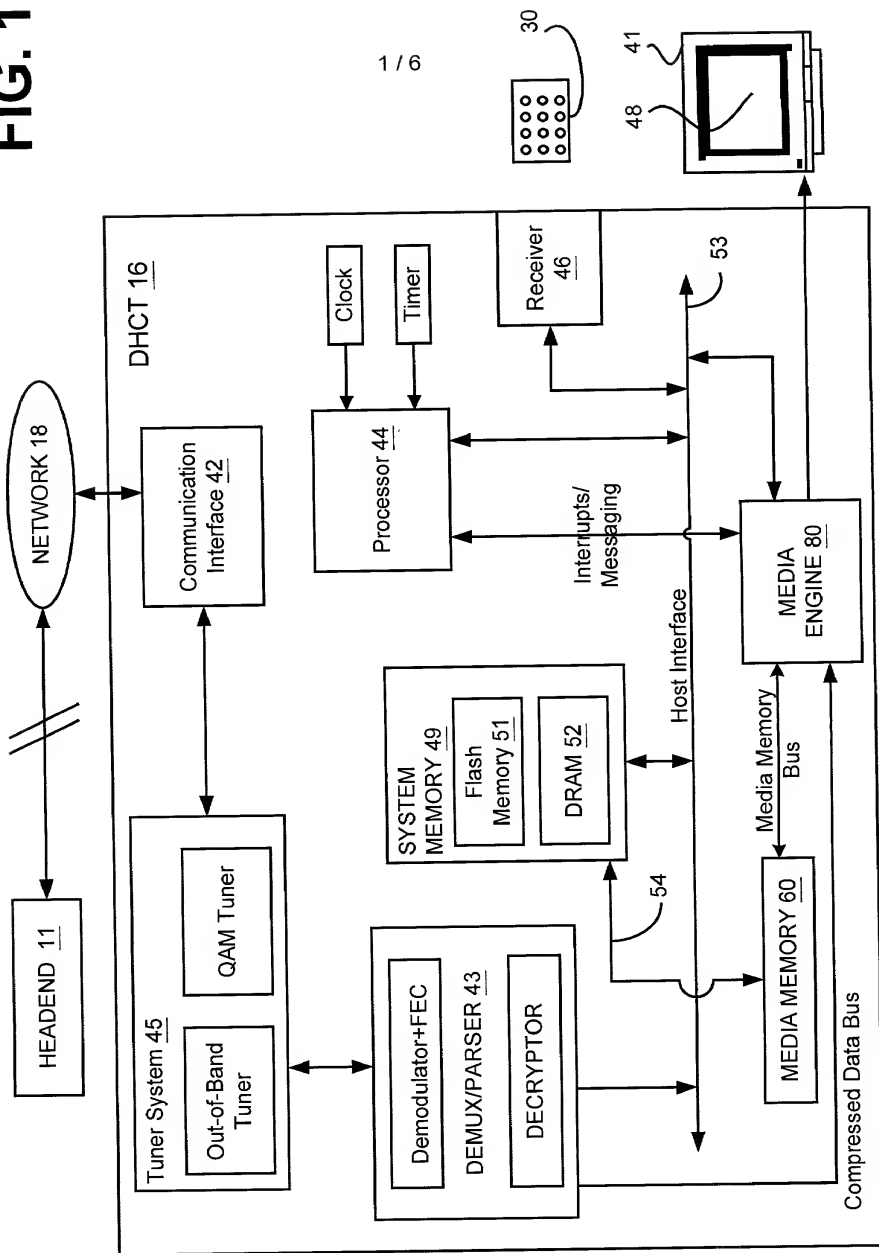 FIG. 1
1 / 6
HEADEND 11
NETWORK 18
DHCT 16
Tuner System 45
Out-of-Band
Tuner
QAM Tuner
Communication
Interface 42
Demodulator+FEC
DEMUX/PARSER 43
DECRYPTOR
SYSTEM
MEMORY 49
Flash
Memory 51
DRAM 52
Processor 44
Clock
Timer
Receiver
46
30
41
48
53
54
Interrupts/
Messaging
Host Interface
MEDIA MEMORY 60
Media Memory
Bus
MEDIA
ENGINE 80
Compressed Data Bus